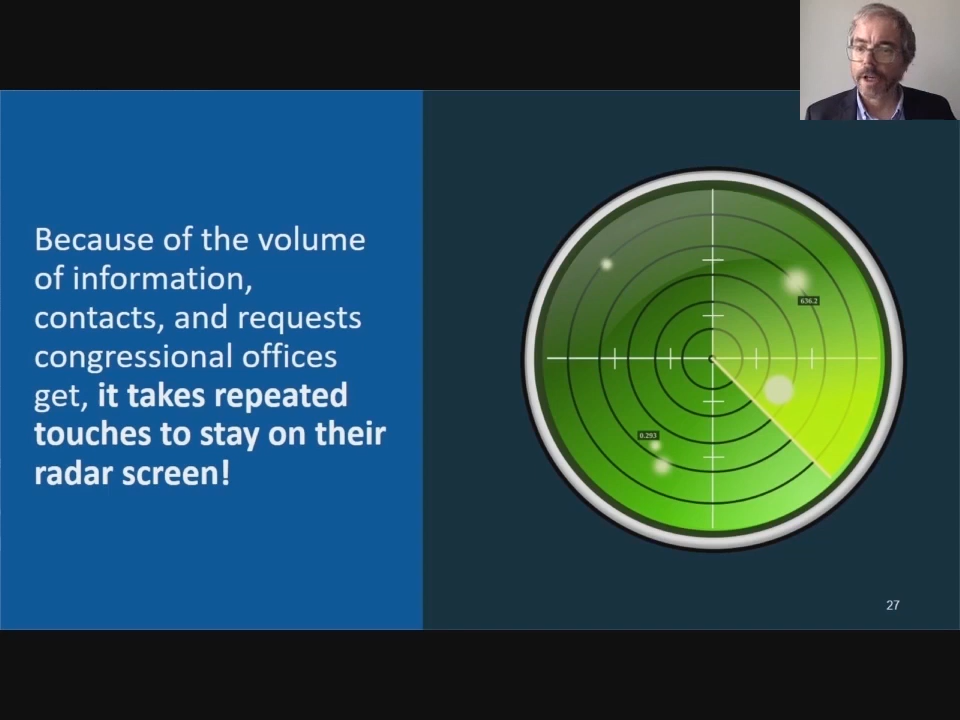 Because of the volume
of information,
contacts, and requests
congressional offices
get, it takes repeated
touches to stay on their
radar screen!
636.2
0.293
27